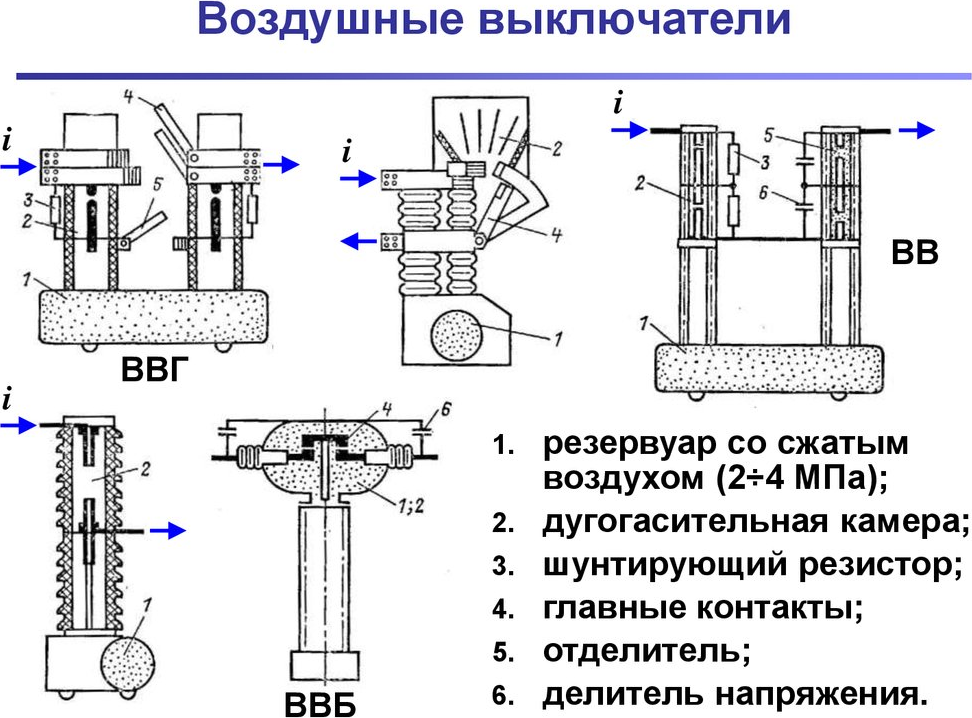 Воздушные выключатели
i
4
3
2
5
1
ВВГ
i
2
4
1
i
3
2
5
6
1
ВВ
i
2
1
4
6
1;2
ВВБ
1. резервуар со сжатым
воздухом (2÷4 МПа);
2. дугогасительная камера;
3. шунтирующий резистор;
4. главные контакты;
5. отделитель;
6. делитель напряжения.